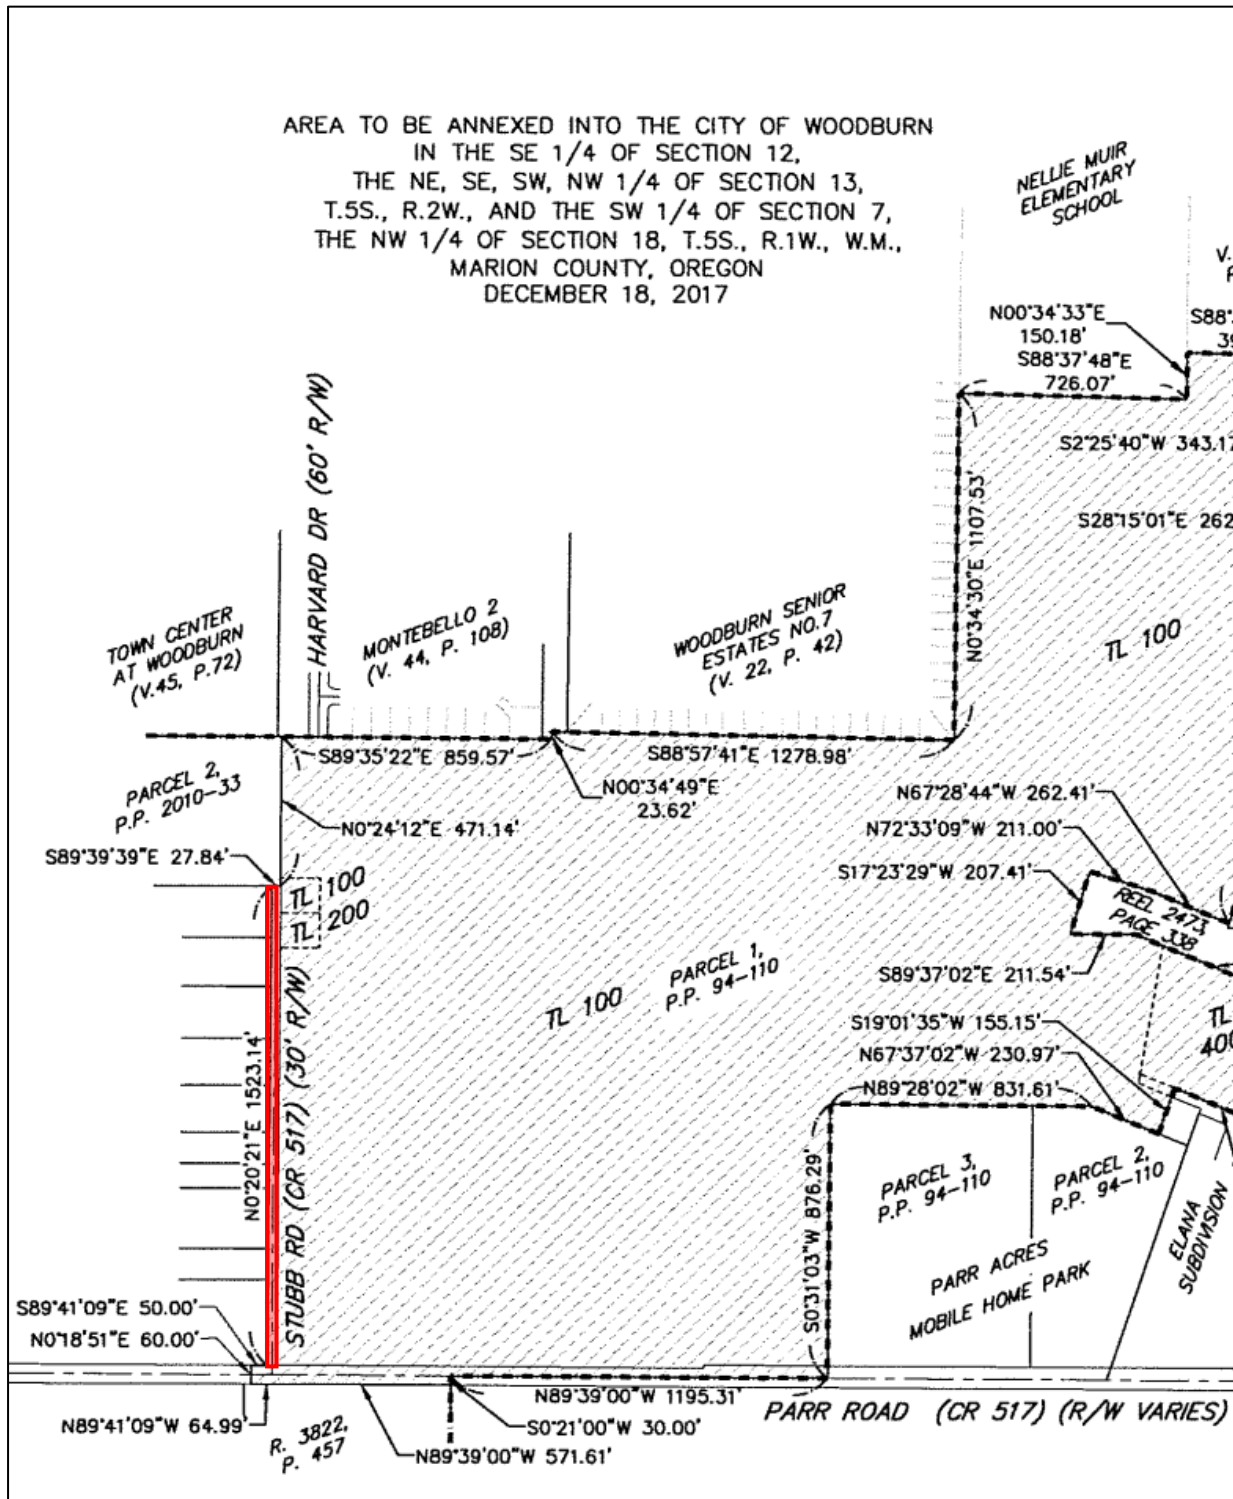 AREA TO BE ANNEXED INTO THE CITY OF WOODBURN
IN THE SE 1/4 OF SECTION 12,
THE NE, SE, SW, NW 1/4 OF SECTION 13,
T.5S., R.2W., AND THE SW 1/4 OF SECTION 7,
THE NW 1/4 OF SECTION 18, T.5S., R.1W., W.M.,
MARION COUNTY, OREGON
DECEMBER 18, 2017
NELLIE MUIR
ELEMENTARY
SCHOOL
V.
N00°34'33"E
150.18'
S88°
39
S88°37'48"E
726.07'
S2°25'40"W 343.17
S28°15'01"E 262
N0°34'30"E 1107.53'
TL 100
HARVARD DR (60' R/W)
TOWN CENTER
AT WOODBURN
(V.45, P.72)
MONTEBELLO 2
(V. 44, P. 108)
WOODBURN SENIOR
ESTATES NO.7
(V. 22, P. 42)
S89°35'22"E 859.57'
S88°57'41"E 1278.98'
N00°34'49"E
23.62'
PARCEL 2,
P.P. 2010-33
N0°24'12"E 471.14'
S89°39'39"E 27.84'
TL 100
TL 200
N67°28'44"W 262.41'
N72°33'09"W 211.00'
S17°23'29"W 207.41'
REEL 2473
PAGE 338
S89°37'02"E 211.54'
PARCEL 1,
P.P. 94-110
TL 100
S19°01'35"W 155.15'
N67°37'02"W 230.97'
N89°28'02"W 831.61'
TL
400
N0°20'21"E 1523.14'
STUBB RD (CR 517) (30' R/W)
S0°31'03"W 876.29'
PARCEL 3,
P.P. 94-110
PARCEL 2,
P.P. 94-110
PARR ACRES
MOBILE HOME PARK
ELANA
SUBDIVISION
S89°41'09"E 50.00'
N0°18'51"E 60.00'
N89°41'09"W 64.99'
R. 3822,
P. 457
N89°39'00"W 1195.31'
S0°21'00"W 30.00'
N89°39'00"W 571.61'
PARR ROAD (CR 517) (R/W VARIES)